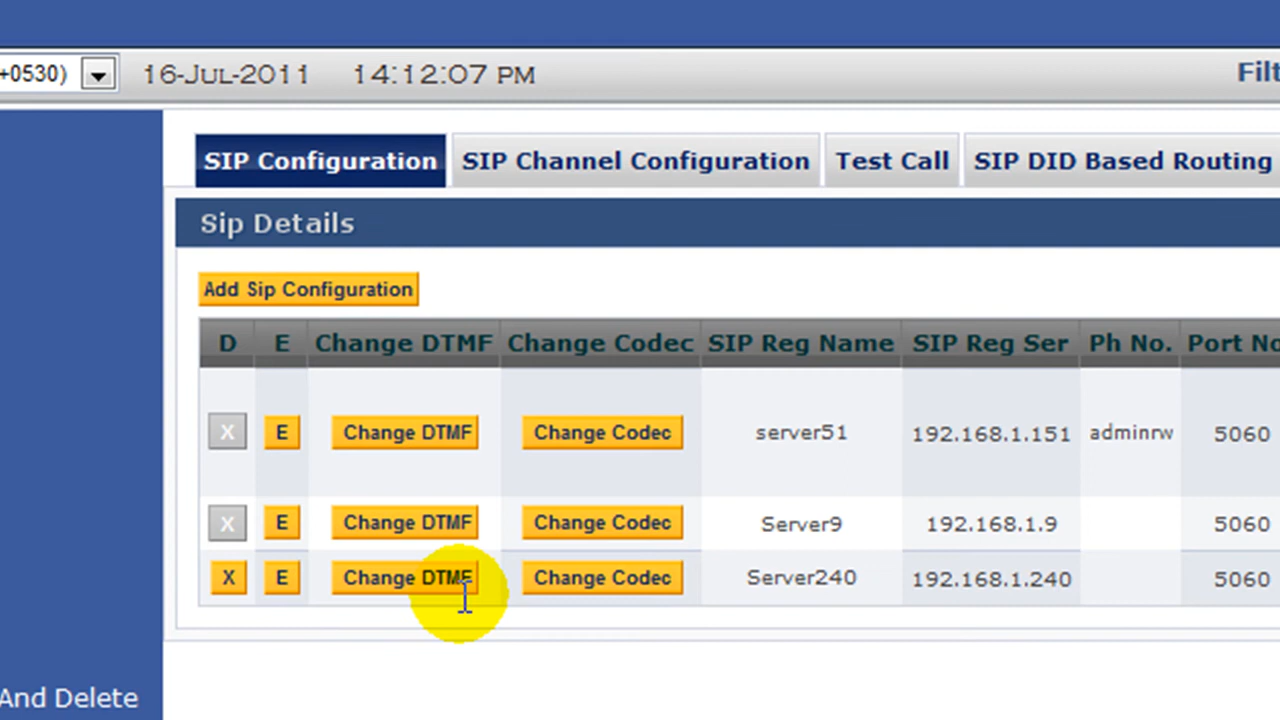 +0530) 16-Jul-2011 14:12:07 PM Filt
SIP Configuration SIP Channel Configuration Test Call SIP DID Based Routing
Sip Details
Add Sip Configuration
D E Change DTMF Change Codec SIP Reg Name SIP Reg Ser Ph No. Port No
X E Change DTMF Change Codec server51 192.168.1.151 adminrw 5060
X E Change DTMF Change Codec Server9 192.168.1.9 5060
X E Change DTMF Change Codec Server240 192.168.1.240 5060
And Delete